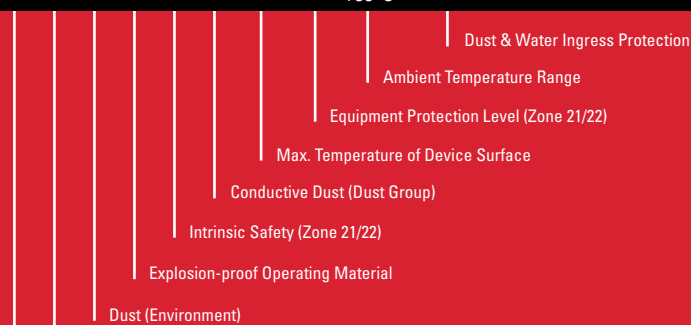 Dust & Water Ingress Protection
Ambient Temperature Range
Equipment Protection Level (Zone 21/22)
Max. Temperature of Device Surface
Conductive Dust (Dust Group)
Intrinsic Safety (Zone 21/22)
Explosion-proof Operating Material
Dust (Environment)